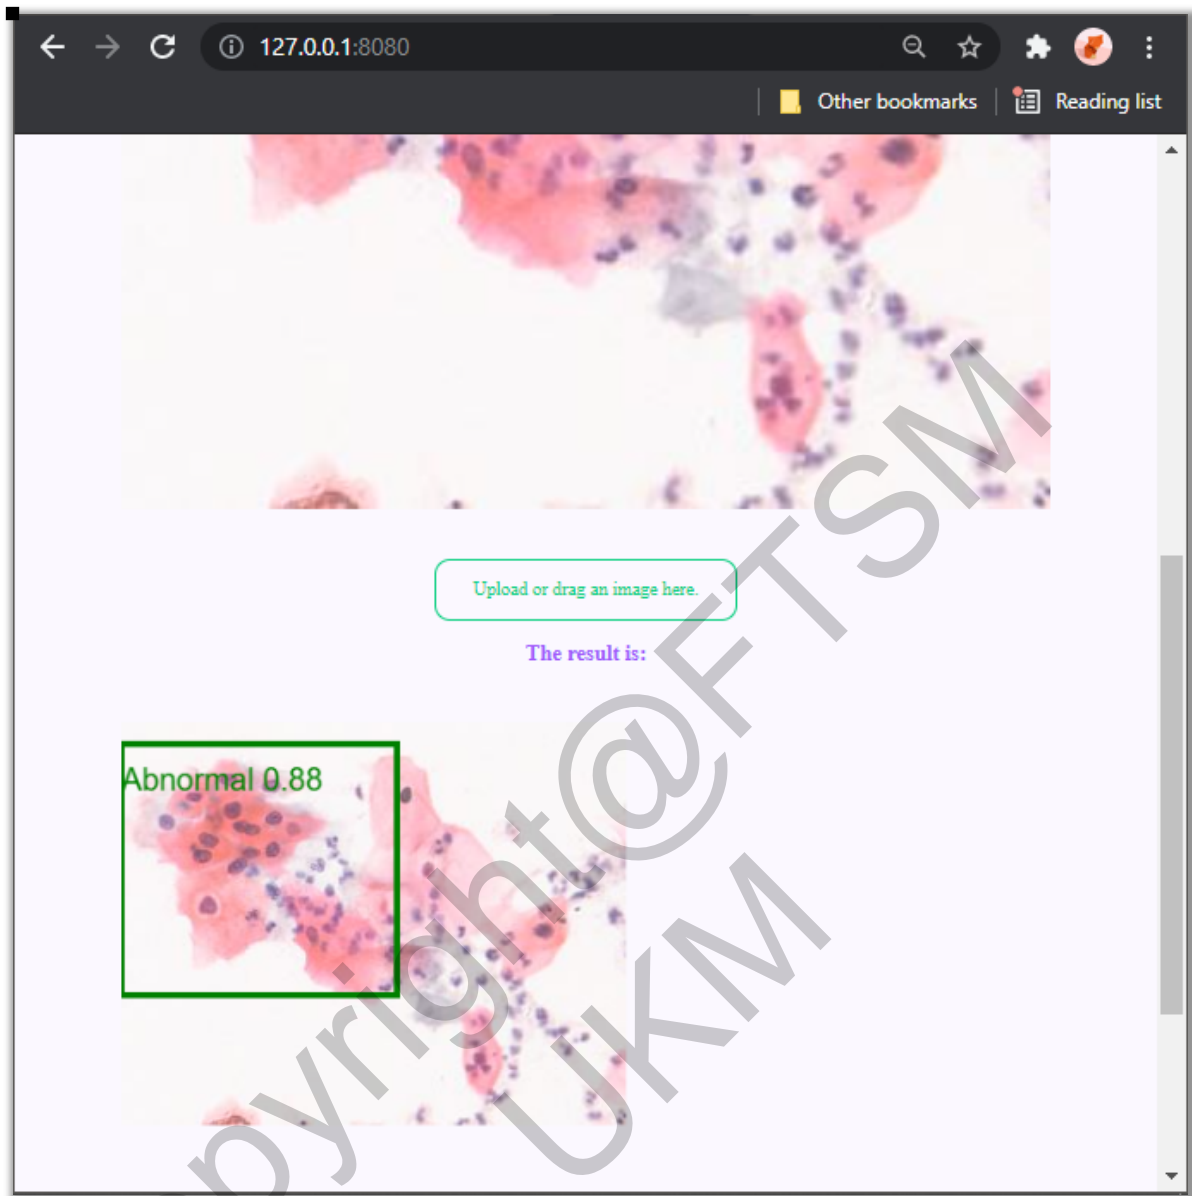 127.0.0.1:8080
Other bookmarks
Reading list
Upload or drag an image here.
The result is:
Abnormal 0.88
pyright@FTSM
UKM